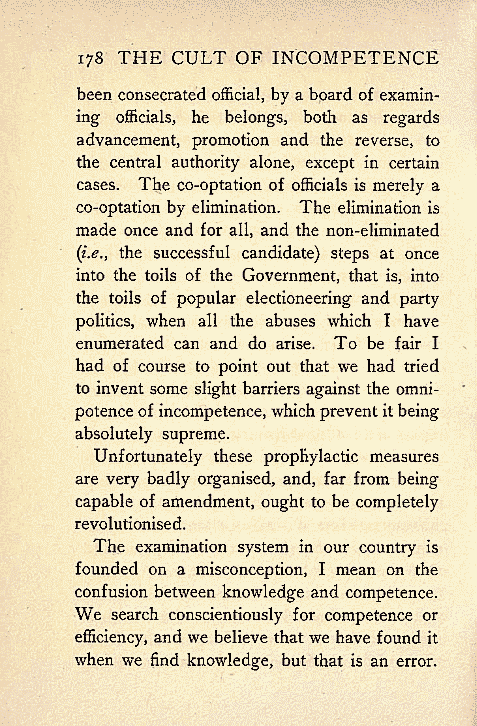 178 THE CULT OF INCOMPETENCE
been consecrated official, by a board of examin-
ing officials, he belongs, both as regards
advancement, promotion and the reverse, to
the central authority alone, except in certain
cases. The co-optation of officials is merely a
co-optation by elimination. The elimination is
made once and for all, and the non-eliminated
(i.e., the successful candidate) steps at once
into the toils of the Government, that is, into
the toils of popular electioneering and party
politics, when all the abuses which I have
enumerated can and do arise. To be fair I
had of course to point out that we had tried
to invent some slight barriers against the omni-
potence of incompetence, which prevent it being
absolutely supreme.
Unfortunately these prophylactic measures
are very badly organised, and, far from being
capable of amendment, ought to be completely
revolutionised.
The examination system in our country is
founded on a misconception, I mean on the
confusion between knowledge and competence.
We search conscientiously for competence or
efficiency, and we believe that we have found it
when we find knowledge, but that is an error.